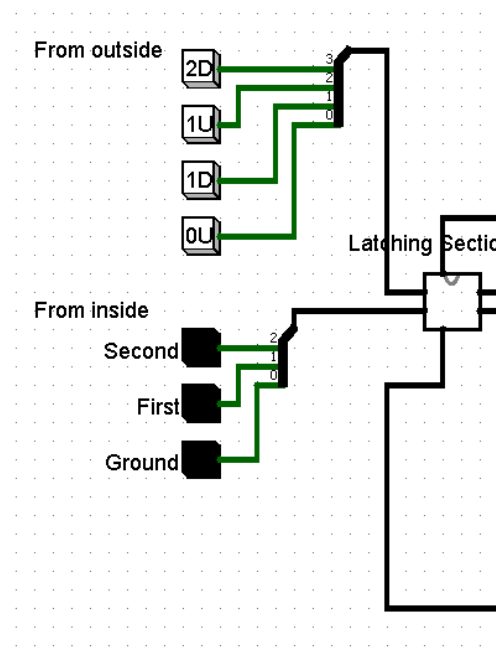 From outside
2D
3
2
1U
1
0
1D
0U
Latching Sectio
From inside
2
Second
1
0
First
Ground